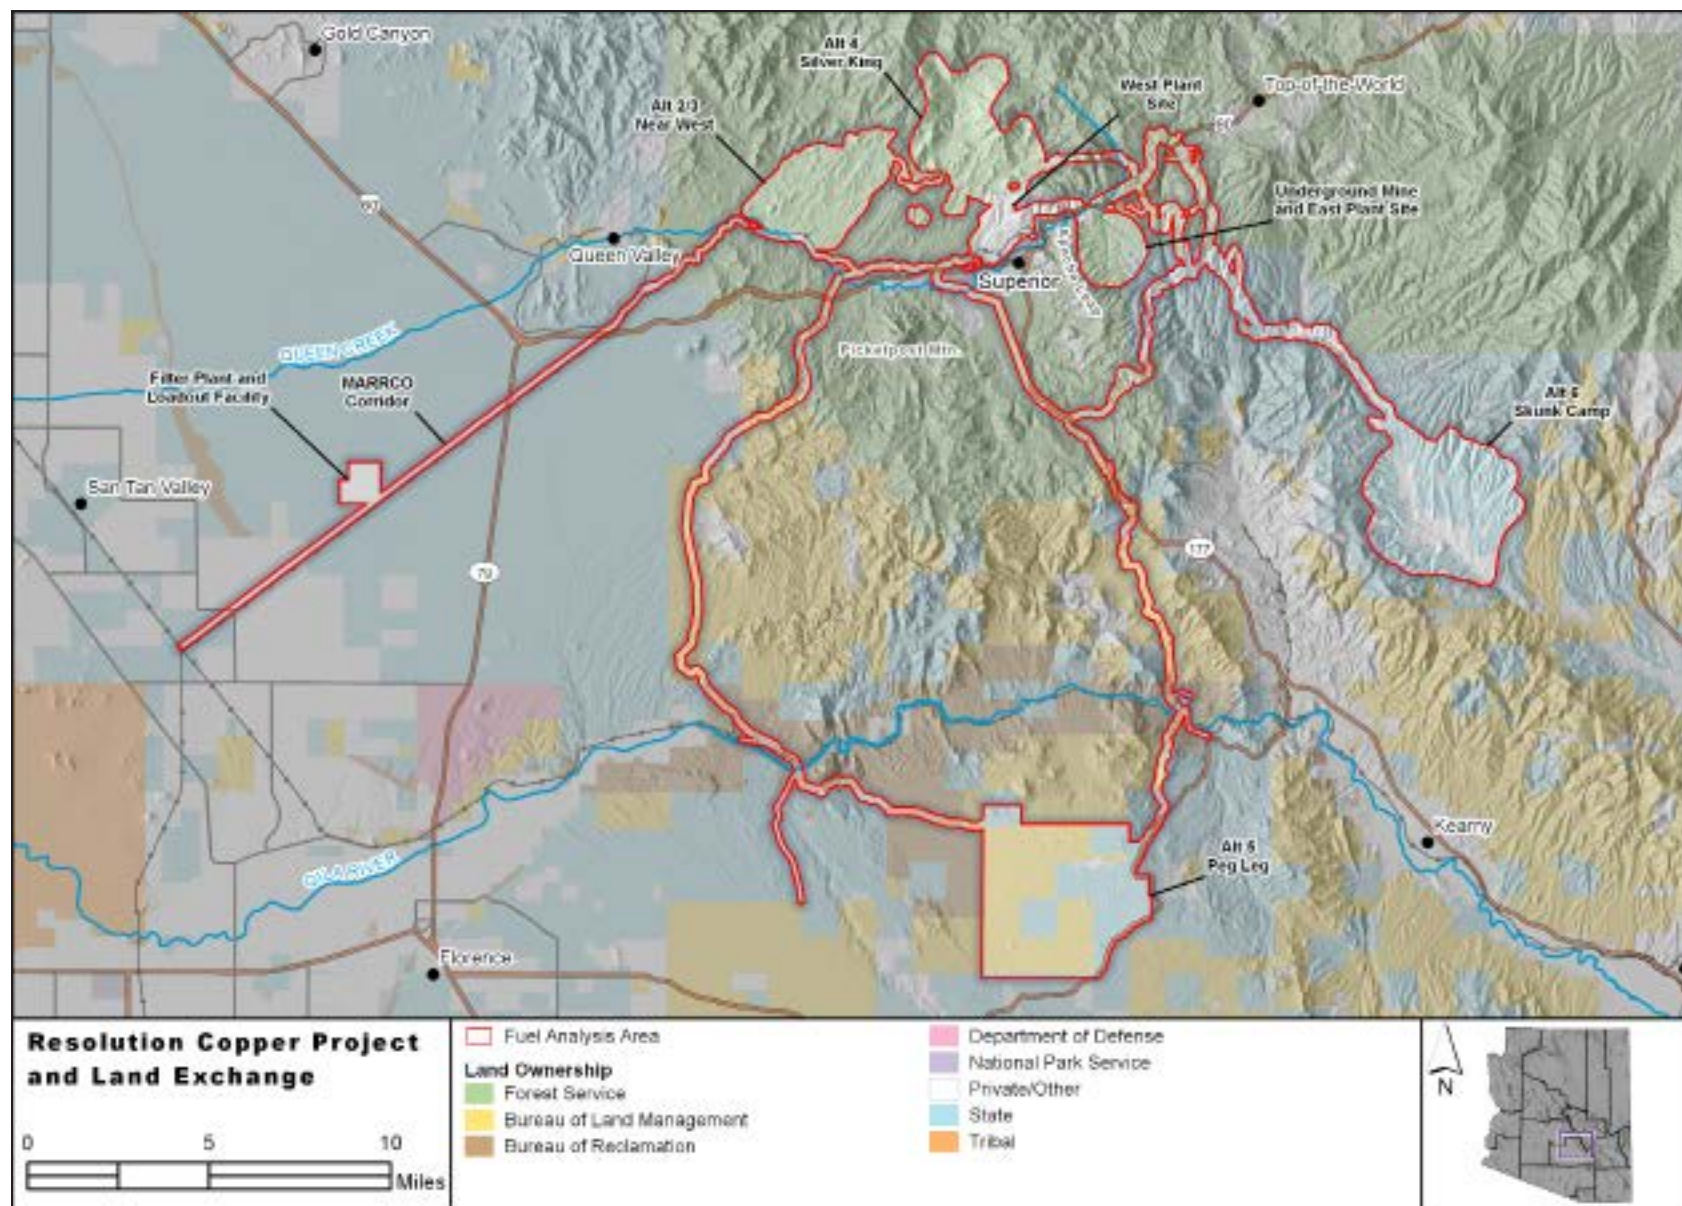 Gold Canyon
Alt 4
Silver King
West Plant
Site
Top-of-the-World
60
Alt 2/3
Near West
Underground Mine
and East Plant Site
60
Queen Valley
Superior
QUEEN CREEK
Picketpost Mtn.
Filter Plant and
Loadout Facility
MARRCO
Corridor
Alt 6
Skunk Camp
San Tan Valley
177
79
Kearny
Alt 5
Peg Leg
GILA RIVER
Florence
Resolution Copper Project
and Land Exchange
0 5 10
Miles
Fuel Analysis Area
Land Ownership
Forest Service
Bureau of Land Management
Bureau of Reclamation
Department of Defense
National Park Service
Private/Other
State
Tribal
N